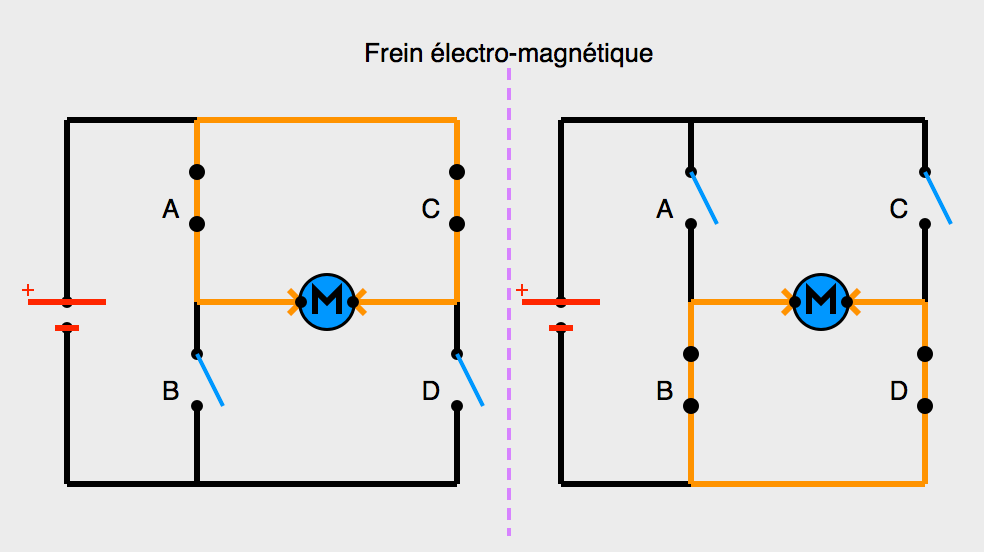 Frein électro-magnétique
A C A C
+ M + M
B D B D